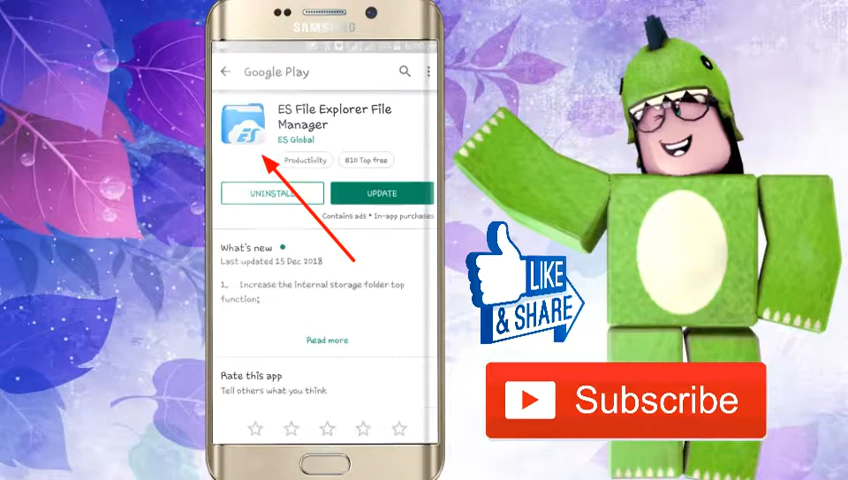 SAMSUNG
Google Play
ES File Explorer File
Manager
ES Global
ES
Productivity
#10 Top free
UNINSTALL
UPDATE
Contains ads • In-app purchases
What's new
Last updated 15 Dec 2018
1. Increase the internal storage folder top
function;
Read more
Rate this app
Tell others what you think
LIKE
& SHARE
Subscribe